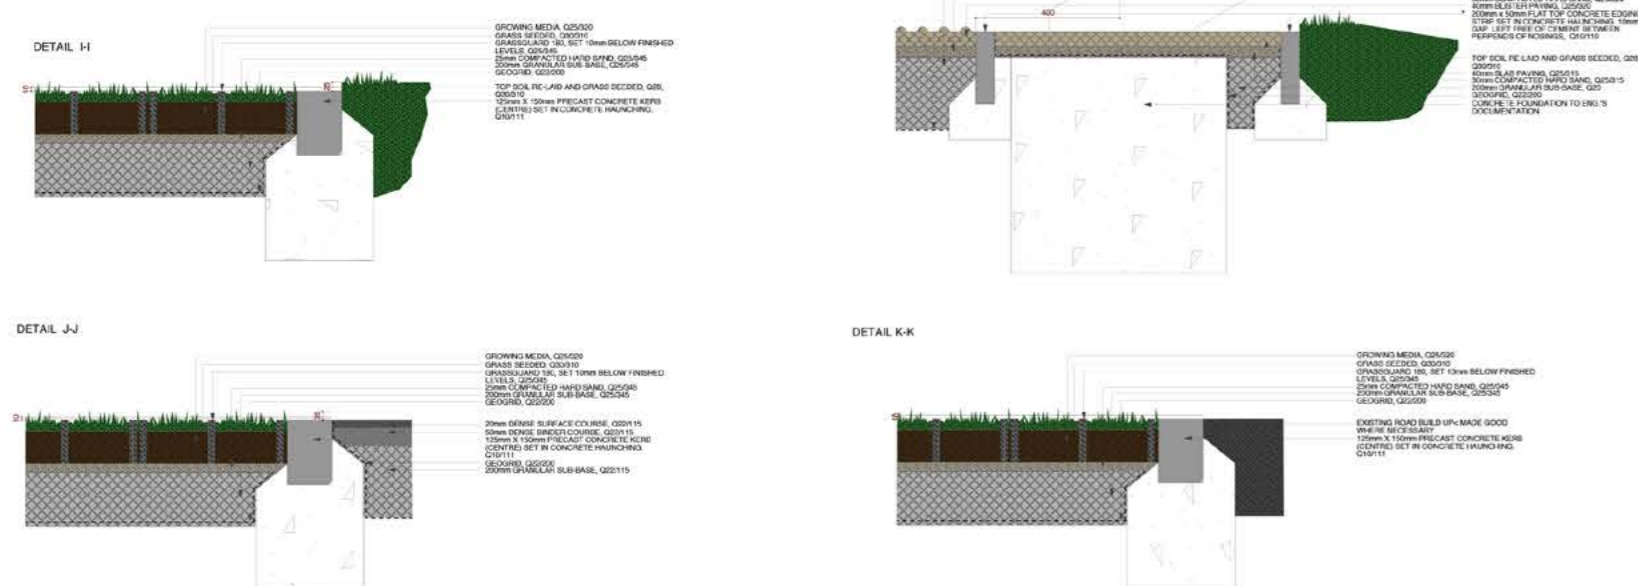 DETAIL I-I
GROWING MEDIA, Q25/320
GRASS SEEDED, Q30/310
GRASSGUARD 180, SET 10mm BELOW FINISHED
LEVELS, Q25/345
25mm COMPACTED HARD SAND, Q25/345
200mm GRANULAR SUB-BASE, Q25/345
GEOGRID, Q22/200
TOP SOIL RE-LAID AND GRASS SEEDED, Q28,
Q30/310
125mm X 150mm PRECAST CONCRETE KERB
(CENTRE) SET IN CONCRETE HAUNCHING.
Q10/111
10
25
400
40mm BLISTER PAVING, Q25/320
200mm x 50mm FLAT TOP CONCRETE EDGING
STRIP SET IN CONCRETE HAUNCHING. 10mm
GAP LEFT FREE OF CEMENT BETWEEN
PERPENDS OF NOSINGS, Q10/110
TOP SOIL RE-LAID AND GRASS SEEDED, Q28,
Q30/310
40mm SLAB PAVING, Q25/315
50mm COMPACTED HARD SAND, Q25/315
200mm GRANULAR SUB-BASE, Q20
GEOGRID, Q22/200
CONCRETE FOUNDATION TO ENG.'S
DOCUMENTATION
DETAIL J-J
GROWING MEDIA, Q25/320
GRASS SEEDED, Q30/310
GRASSGUARD 180, SET 10mm BELOW FINISHED
LEVELS, Q25/345
25mm COMPACTED HARD SAND, Q25/345
200mm GRANULAR SUB-BASE, Q25/345
GEOGRID, Q22/200
20mm DENSE SURFACE COURSE, Q22/115
50mm DENSE BINDER COURSE, Q22/115
125mm X 150mm PRECAST CONCRETE KERB
(CENTRE) SET IN CONCRETE HAUNCHING.
Q10/111
GEOGRID, Q22/200
200mm GRANULAR SUB-BASE, Q22/115
10
25
DETAIL K-K
GROWING MEDIA, Q25/320
GRASS SEEDED, Q30/310
GRASSGUARD 180, SET 10mm BELOW FINISHED
LEVELS, Q25/345
25mm COMPACTED HARD SAND, Q25/345
200mm GRANULAR SUB-BASE, Q25/345
GEOGRID, Q22/200
EXISTING ROAD BUILD UP< MADE GOOD
WHERE NECESSARY
125mm X 150mm PRECAST CONCRETE KERB
(CENTRE) SET IN CONCRETE HAUNCHING.
Q10/111